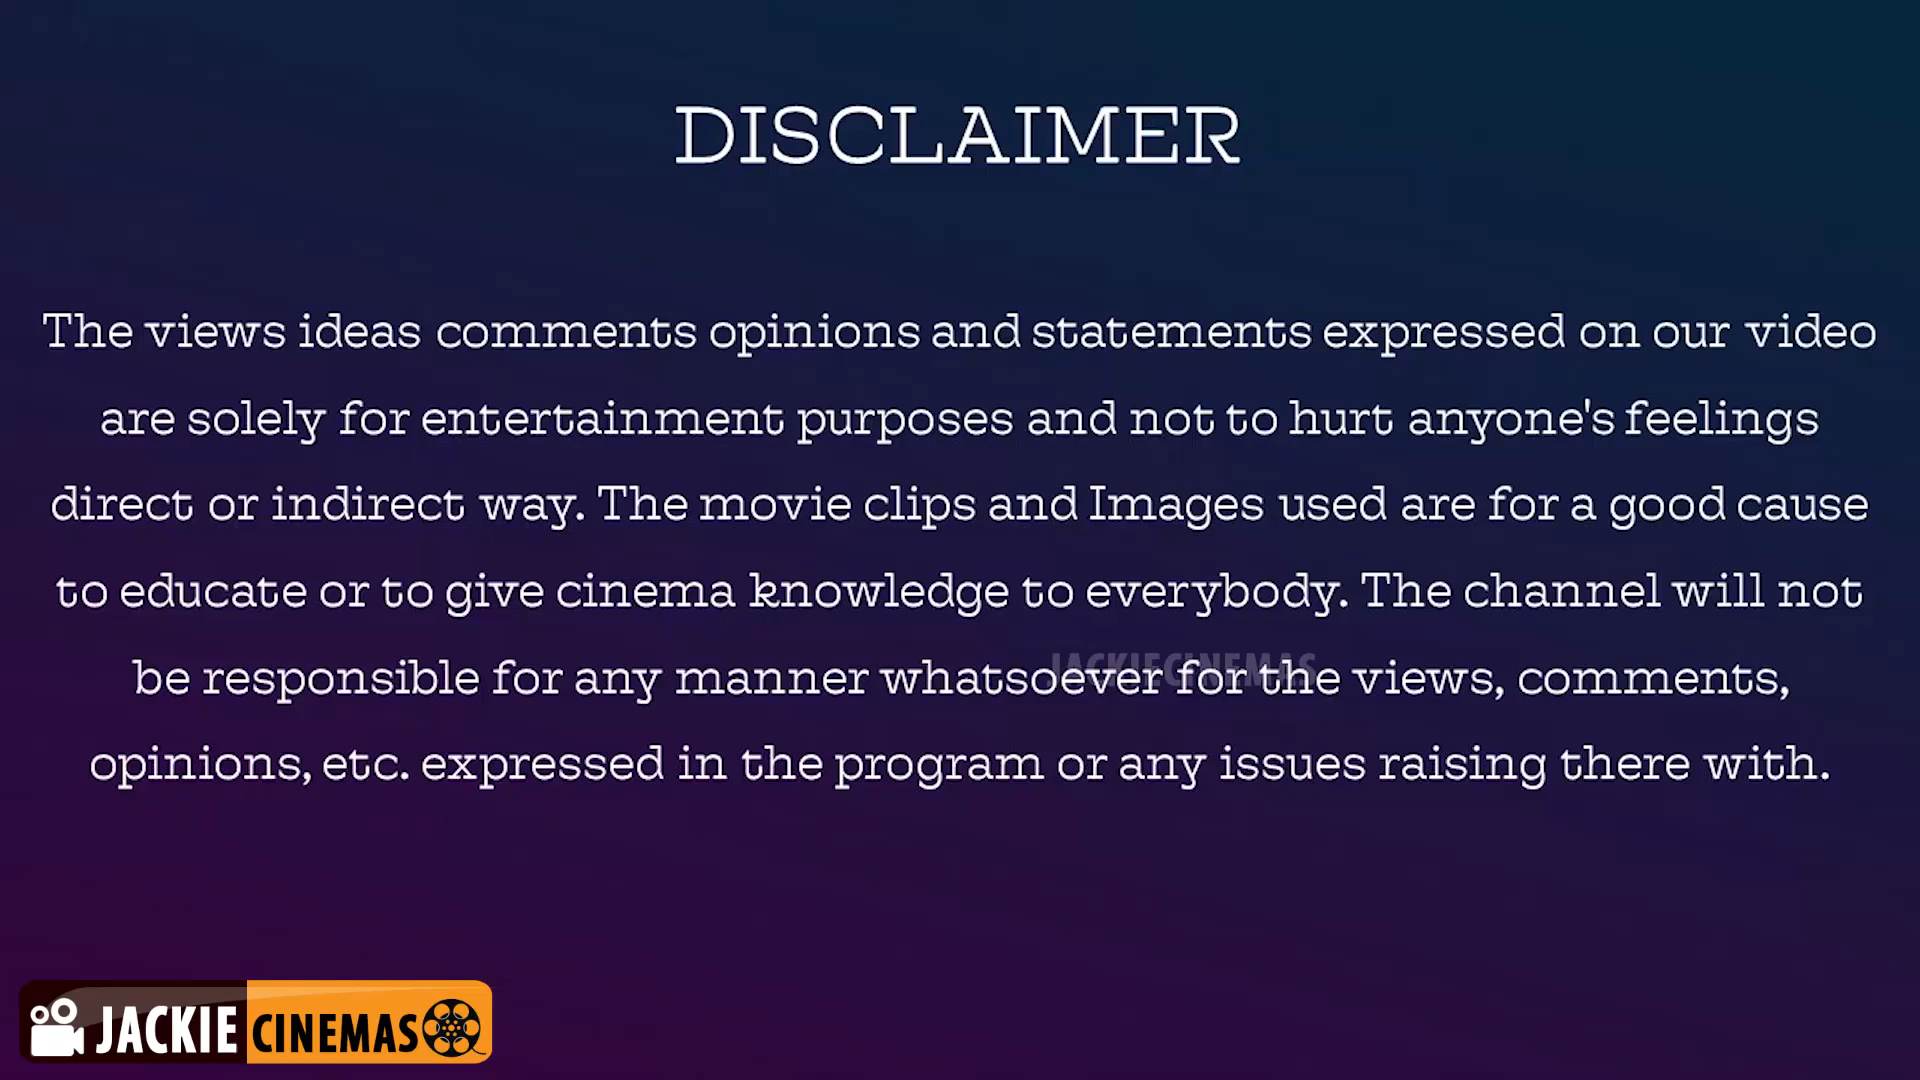 DISCLAIMER
The views ideas comments opinions and statements expressed on our video
are solely for entertainment purposes and not to hurt anyone's feelings
direct or indirect way. The movie clips and Images used are for a good cause
to educate or to give cinema knowledge to everybody. The channel will not
be responsible for any manner whatsoever for the views, comments,
opinions, etc. expressed in the program or any issues raising there with.
JACKIECINEMAS
JACKIE CINEMAS